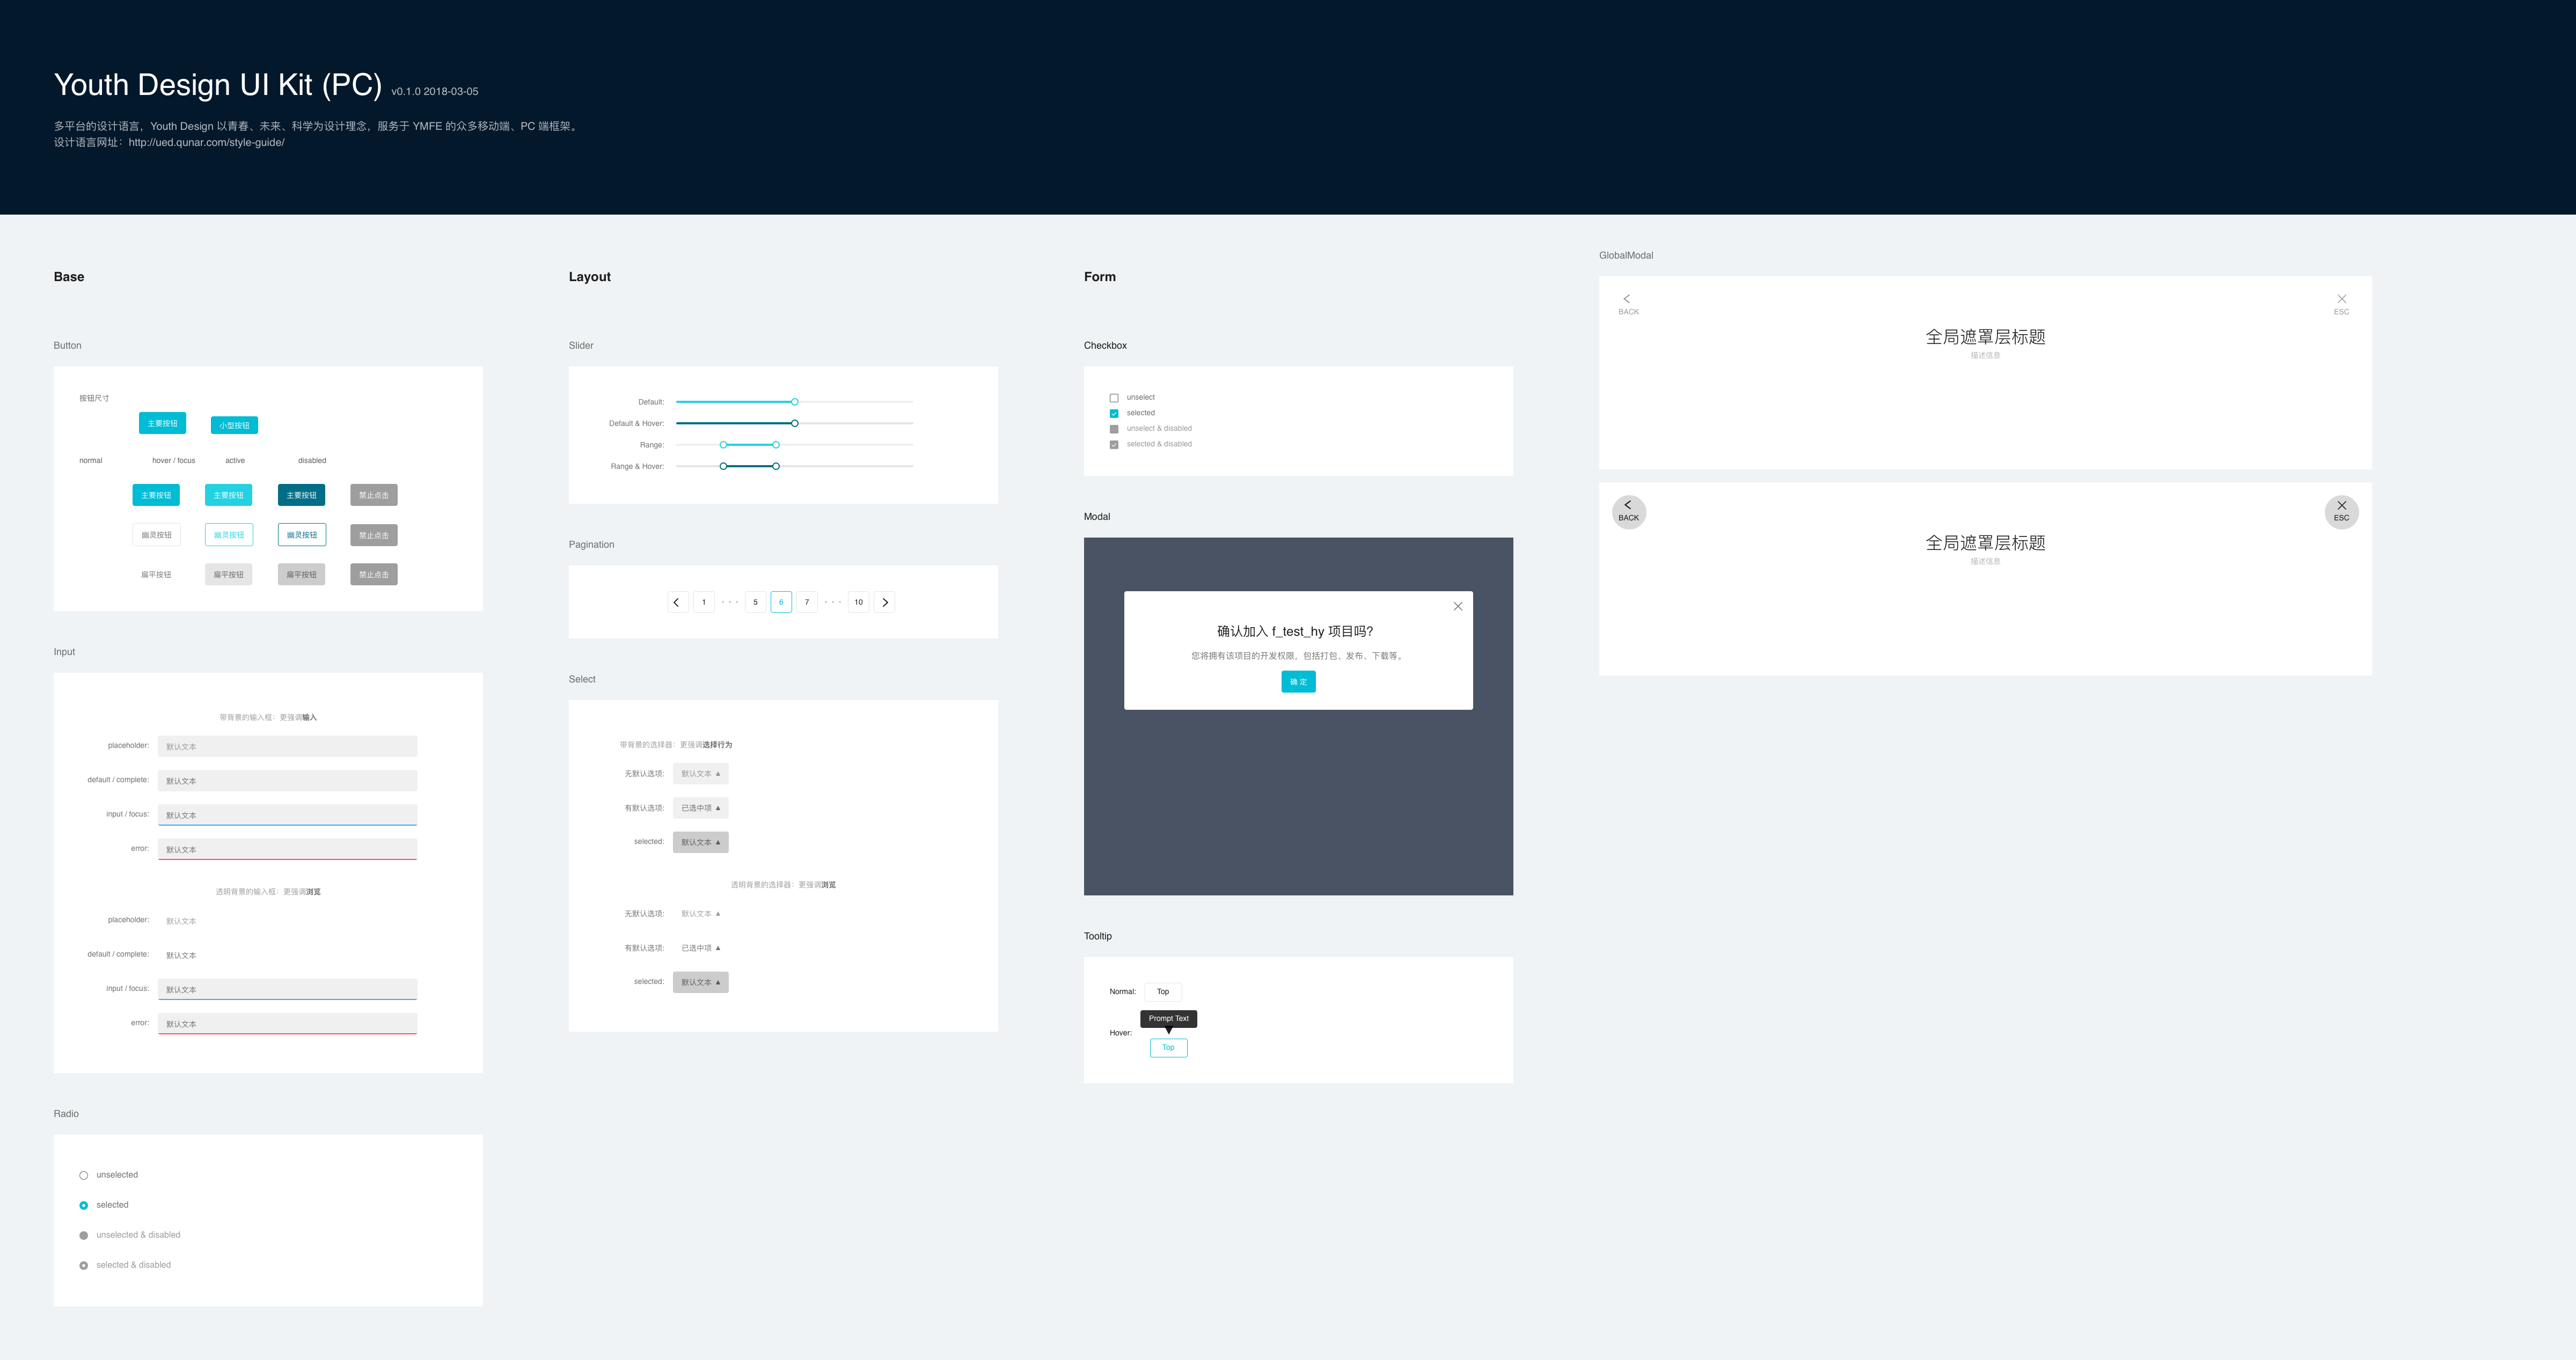 Youth Design UI Kit (PC) v0.1.0 2018-03-05
多平台的设计语言，Youth Design 以青春、未来、科学为设计理念，服务于 YMFE 的众多移动端、PC 端框架。
设计语言网址：http://ued.qunar.com/style-guide/
Base
Button
按钮尺寸
主要按钮 小型按钮
normal hover / focus active disabled
主要按钮 主要按钮 主要按钮 禁止点击
幽灵按钮 幽灵按钮 幽灵按钮 禁止点击
扁平按钮 扁平按钮 扁平按钮 禁止点击
Input
带背景的输入框：更强调输入
placeholder: 默认文本
default / complete: 默认文本
input / focus: 默认文本
error: 默认文本
透明背景的输入框：更强调浏览
placeholder: 默认文本
default / complete: 默认文本
input / focus: 默认文本
error: 默认文本
Radio
unselected
selected
unselected & disabled
selected & disabled
Layout
Slider
Default:
Default & Hover:
Range:
Range & Hover:
Pagination
1 ··· 5 6 7 ··· 10
Select
带背景的选择器：更强调选择行为
无默认选项: 默认文本 ▲
有默认选项: 已选中项 ▲
selected: 默认文本 ▲
透明背景的选择器：更强调浏览
无默认选项: 默认文本 ▲
有默认选项: 已选中项 ▲
selected: 默认文本 ▲
Form
Checkbox
unselect
selected
unselect & disabled
selected & disabled
Modal
确认加入 f_test_hy 项目吗?
您将拥有该项目的开发权限，包括打包、发布、下载等。
确 定
Tooltip
Normal: Top
Prompt Text
Hover:
Top
GlobalModal
BACK ESC
全局遮罩层标题
描述信息
BACK ESC
全局遮罩层标题
描述信息